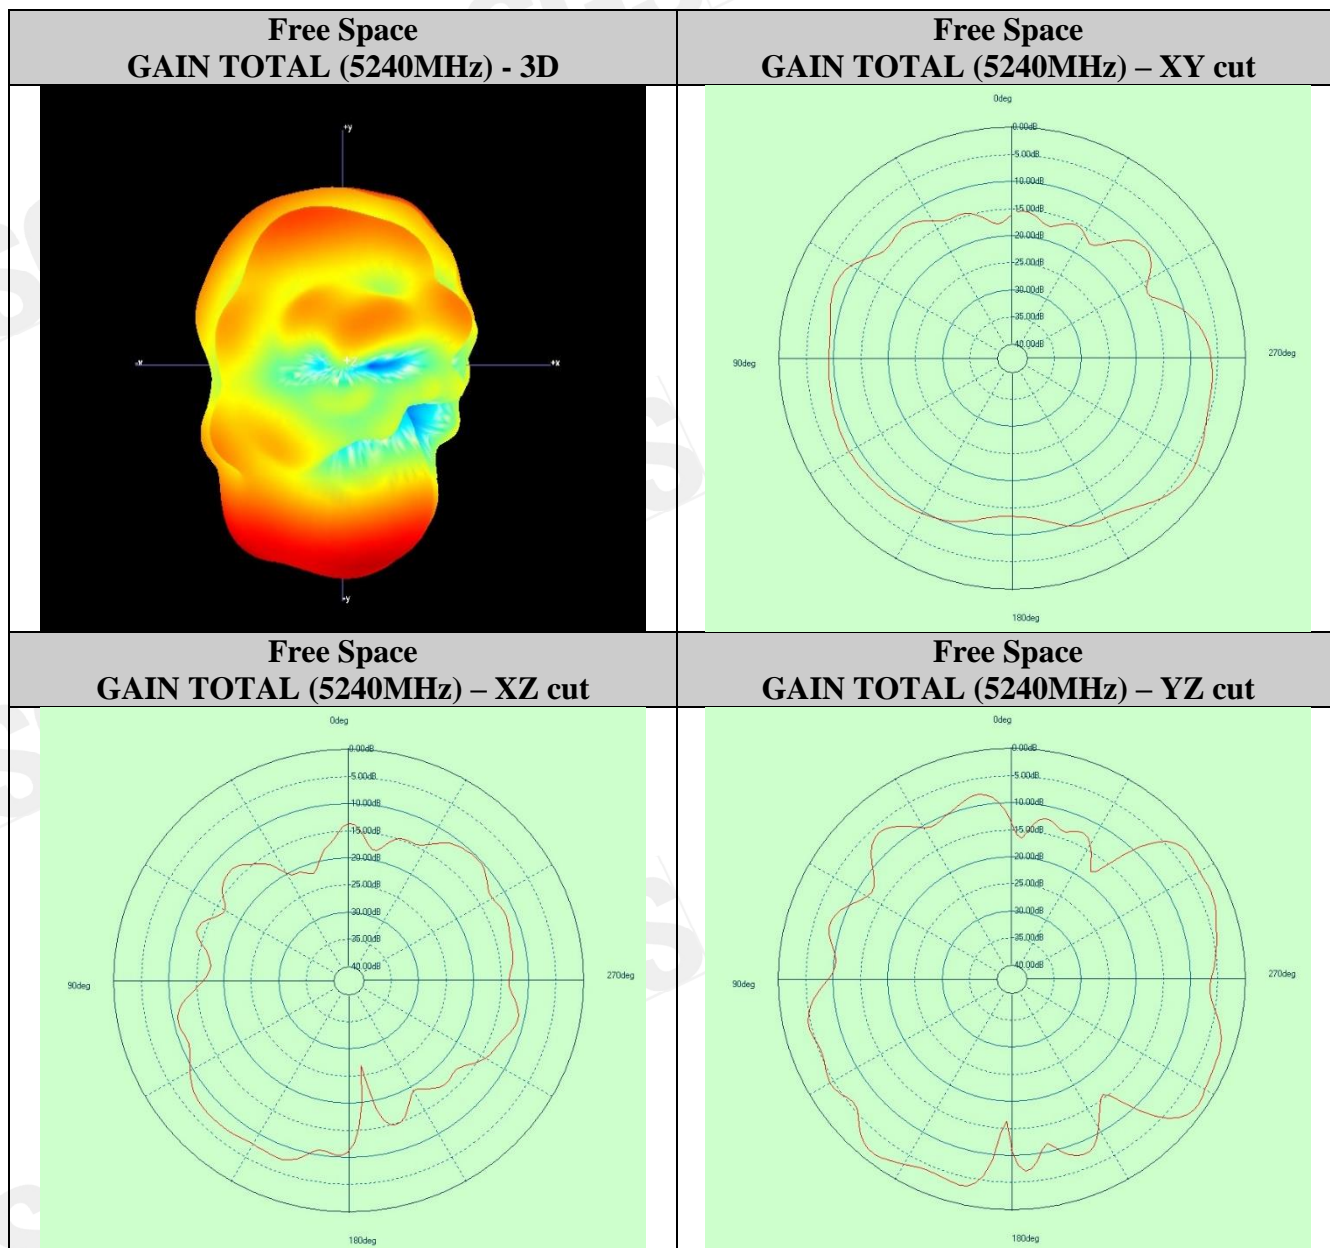 Free Space
GAIN TOTAL (5240MHz) - 3D
+y
-x
+x
-y
Free Space
GAIN TOTAL (5240MHz) – XY cut
0deg
0.00dB
-5.00dB
-10.00dB
-15.00dB
-20.00dB
-25.00dB
-30.00dB
-35.00dB
-40.00dB
90deg
270deg
180deg
Free Space
GAIN TOTAL (5240MHz) – XZ cut
0deg
0.00dB
-5.00dB
-10.00dB
-15.00dB
-20.00dB
-25.00dB
-30.00dB
-35.00dB
-40.00dB
90deg
270deg
180deg
Free Space
GAIN TOTAL (5240MHz) – YZ cut
0deg
0.00dB
-5.00dB
-10.00dB
-15.00dB
-20.00dB
-25.00dB
-30.00dB
-35.00dB
-40.00dB
90deg
270deg
180deg